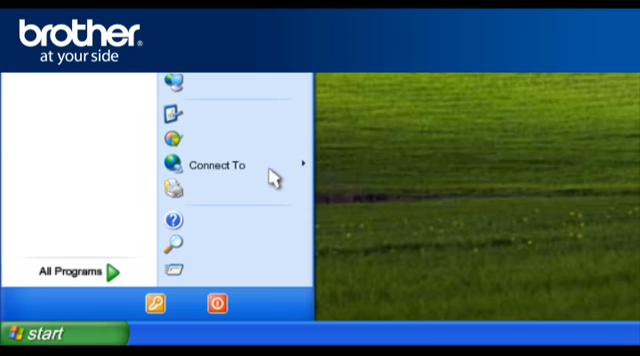 brother®
at your side
Connect To
All Programs
start